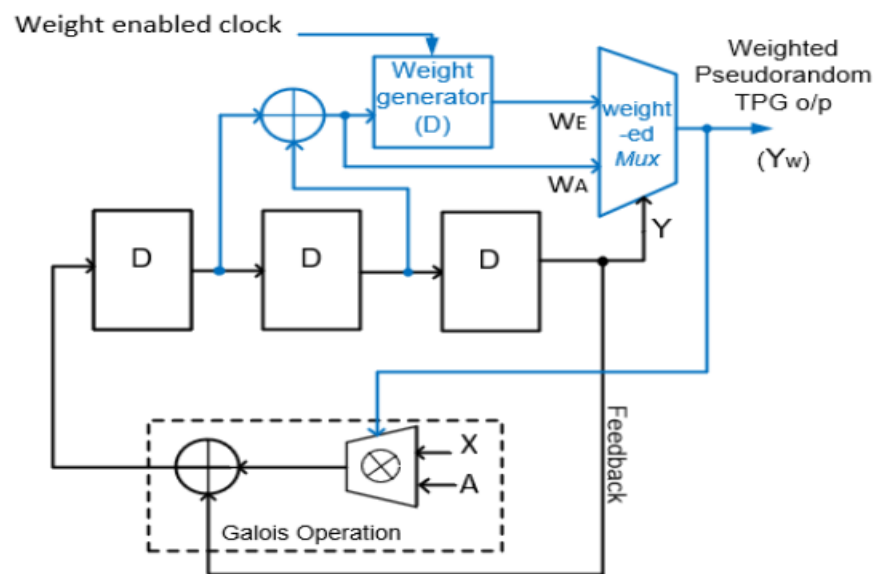 Weight enabled clock
Weight
generator
(D)
WE
WA
weight
-ed
Mux
Weighted
Pseudorandom
TPG o/p
(Yw)
Y
D
D
D
X
A
Galois Operation
Feedback